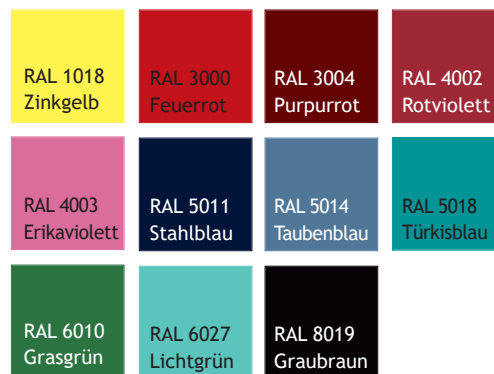 RAL 1018
Zinkgelb
RAL 3000
Feuerrot
RAL 3004
Purpurrot
RAL 4002
Rotviolett
RAL 4003
Erikaviolett
RAL 5011
Stahlblau
RAL 5014
Taubenblau
RAL 5018
Türkisblau
RAL 6010
Grasgrün
RAL 6027
Lichtgrün
RAL 8019
Graubraun